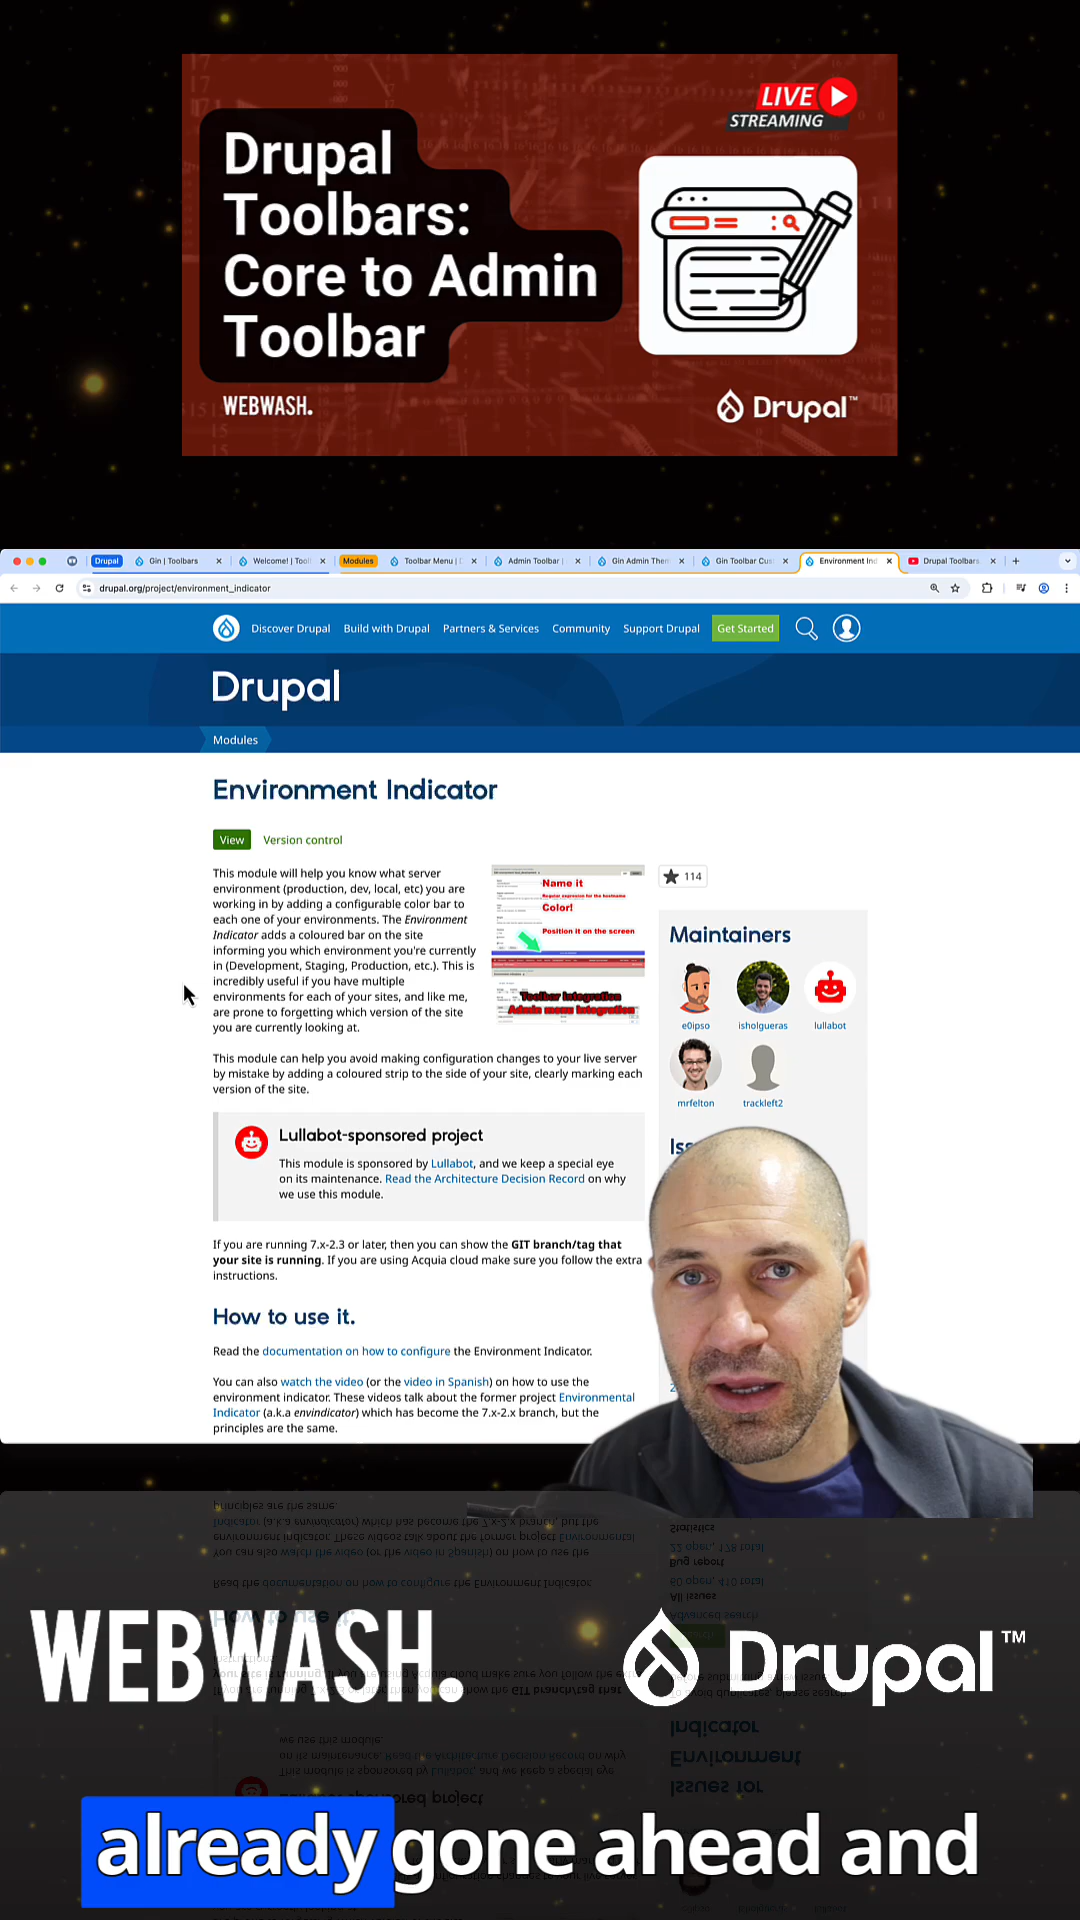 LIVE
STREAMING
Drupal
Toolbars:
Core to Admin
Toolbar
WEBWASH.
Drupal™
Drupal
Gin | Toolbars
Welcome! | Tool
Modules
Toolbar Menu |
Admin Toolbar |
Gin Admin Them
Gin Toolbar Cus
Environment Ind
Drupal Toolbars
drupal.org/project/environment_indicator
Discover Drupal
Build with Drupal
Partners & Services
Community
Support Drupal
Get Started
Drupal
Modules
Environment Indicator
View
Version control
This module will help you know what server
environment (production, dev, local, etc) you are
working in by adding a configurable color bar to
each one of your environments. The Environment
Indicator adds a coloured bar on the site
informing you which environment you're currently
in (Development, Staging, Production, etc.). This is
incredibly useful if you have multiple
environments for each of your sites, and like me,
are prone to forgetting which version of the site
you are currently looking at.
Name it
Regular expression for the hostname
Color!
Position it on the screen
Toolbar integration
Admin menu integration
114
Maintainers
e0ipso
isholgueras
lullabot
mrfelton
trackleft2
This module can help you avoid making configuration changes to your live server
by mistake by adding a coloured strip to the side of your site, clearly marking each
version of the site.
Lullabot-sponsored project
This module is sponsored by Lullabot, and we keep a special eye
on its maintenance. Read the Architecture Decision Record on why
we use this module.
If you are running 7.x-2.3 or later, then you can show the GIT branch/tag that
your site is running. If you are using Acquia cloud make sure you follow the extra
instructions.
How to use it.
Read the documentation on how to configure the Environment Indicator.
You can also watch the video (or the video in Spanish) on how to use the
environment indicator. These videos talk about the former project Environmental
Indicator (a.k.a envindicator) which has become the 7.x-2.x branch, but the
principles are the same.
WEBWASH.
Drupal™
already gone ahead and